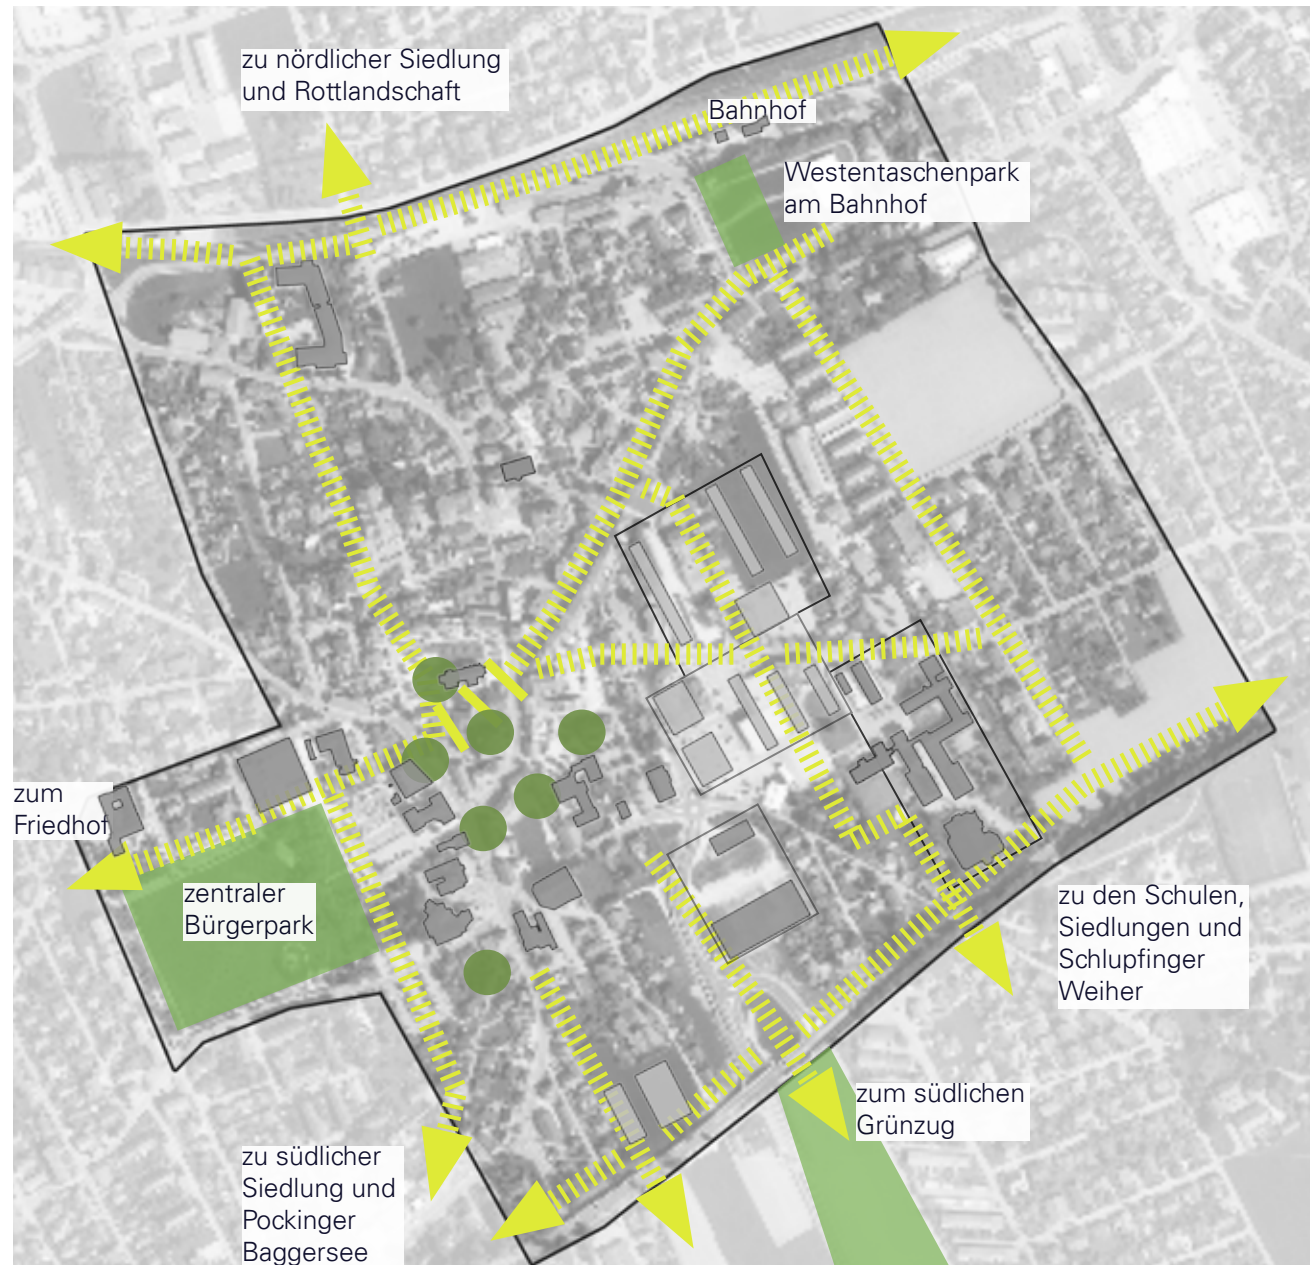 zu nördlicher Siedlung
und Rottlandschaft
Bahnhof
Westentaschenpark
am Bahnhof
zum
Friedhof
zentraler
Bürgerpark
zu den Schulen,
Siedlungen und
Schlupfinger
Weiher
zum südlichen
Grünzug
zu südlicher
Siedlung und
Pockinger
Baggersee